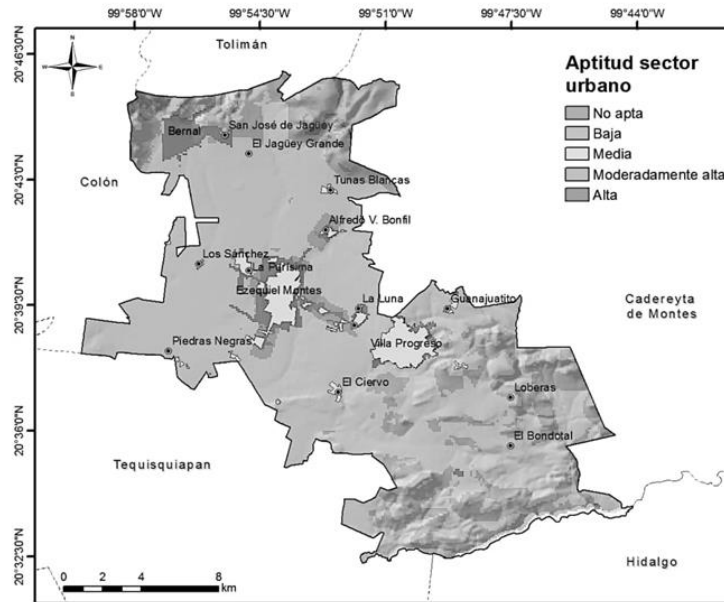 99°58'0"W 99°54'30"W 99°51'0"W 99°47'30"W 99°44'0"W
20°46'30"N
20°43'0"N
20°39'30"N
20°36'0"N
20°32'30"N
N
W E
S
Tolimán
Aptitud sector
urbano
No apta
Baja
Media
Moderadamente alta
Alta
Bernal
San José de Jagüey
El Jagüey Grande
Colón
Tunas Blancas
Alfredo V. Bonfil
Los Sánchez
La Purísima
Ezequiel Montes
La Luna
Guanajuatito
Cadereyta
de Montes
Piedras Negras
Villa Progreso
El Ciervo
Loberas
El Bondotal
Tequisquiapan
Hidalgo
0 2 4 8
km